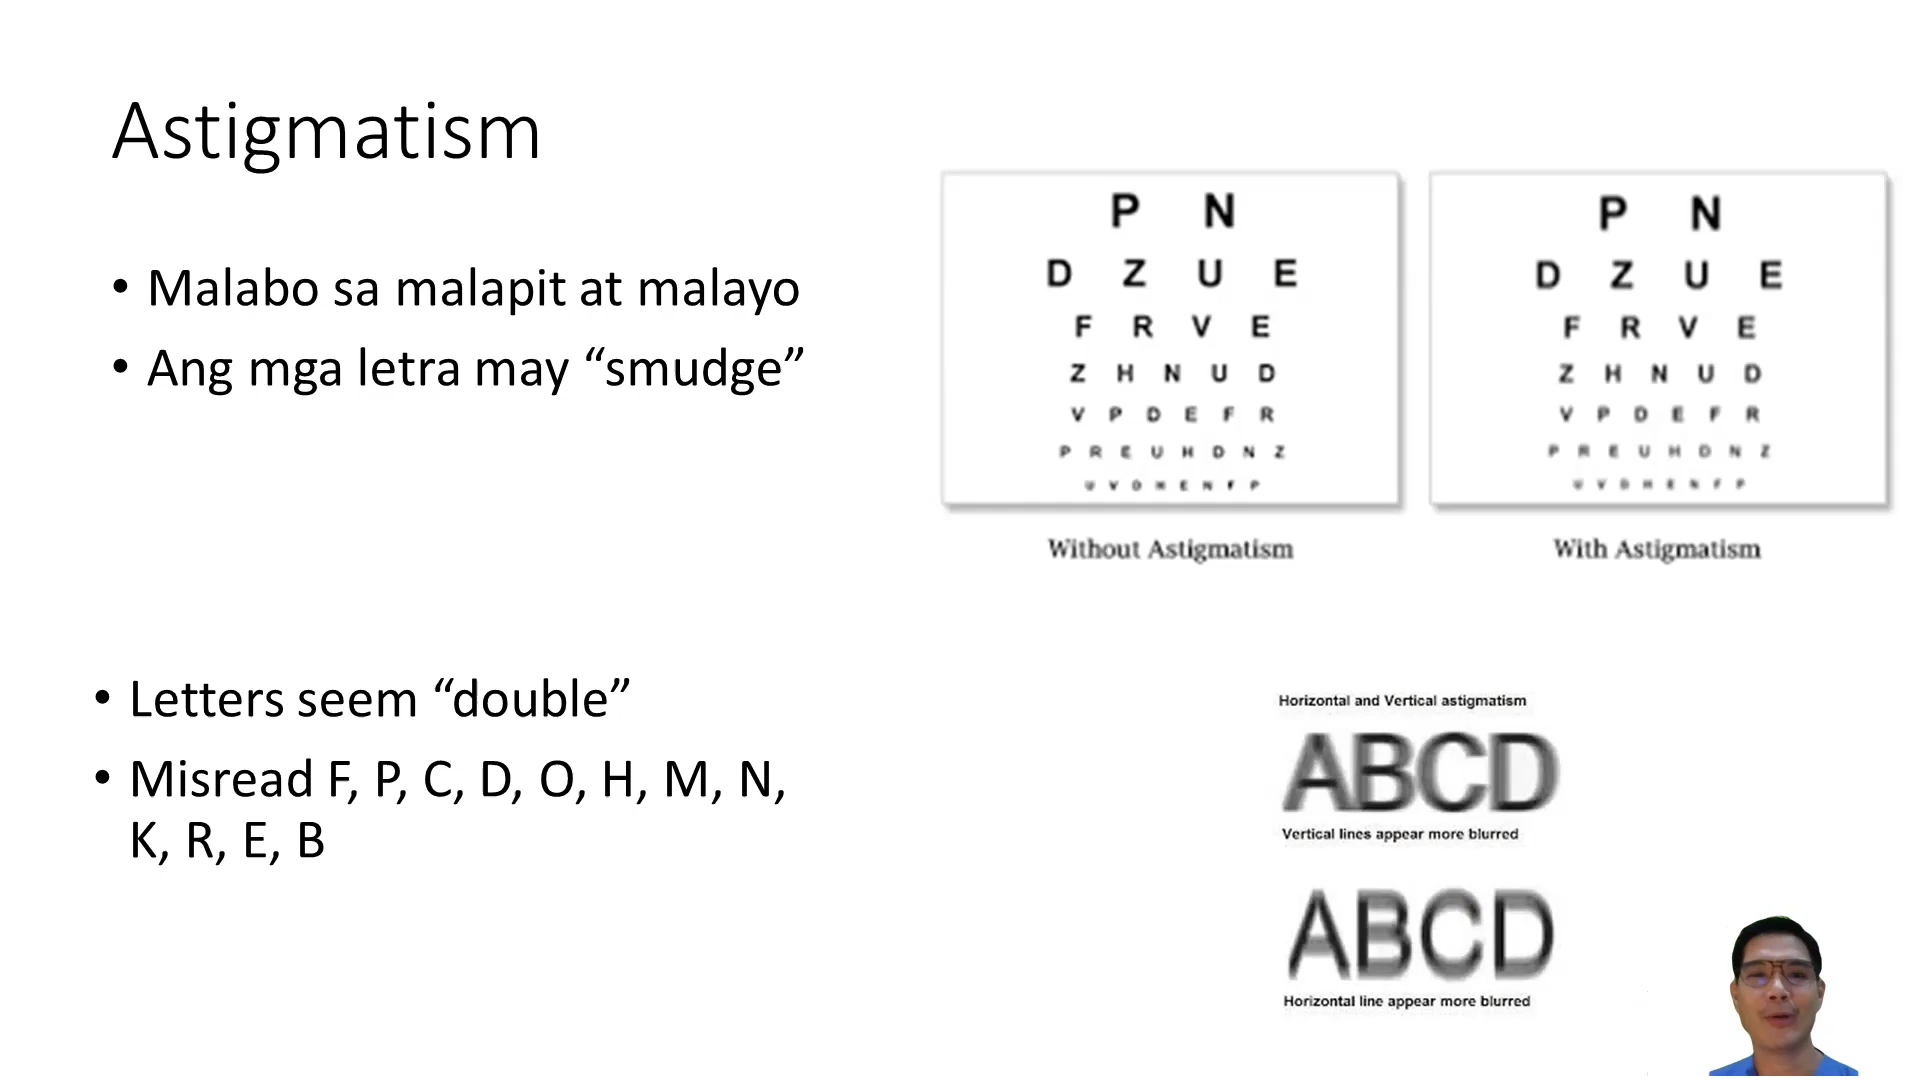 Astigmatism
• Malabo sa malapit at malayo
• Ang mga letra may “smudge”
P N
D Z U E
F R V E
Z H N U D
V P D E F R
P R E U H D N Z
U V D H E N F P
Without Astigmatism
P N
D Z U E
F R V E
Z H N U D
V P D E F R
P R E U H D N Z
U V D H E N F P
With Astigmatism
• Letters seem “double”
• Misread F, P, C, D, O, H, M, N,
K, R, E, B
Horizontal and Vertical astigmatism
ABCD
Vertical lines appear more blurred
ABCD
Horizontal line appear more blurred